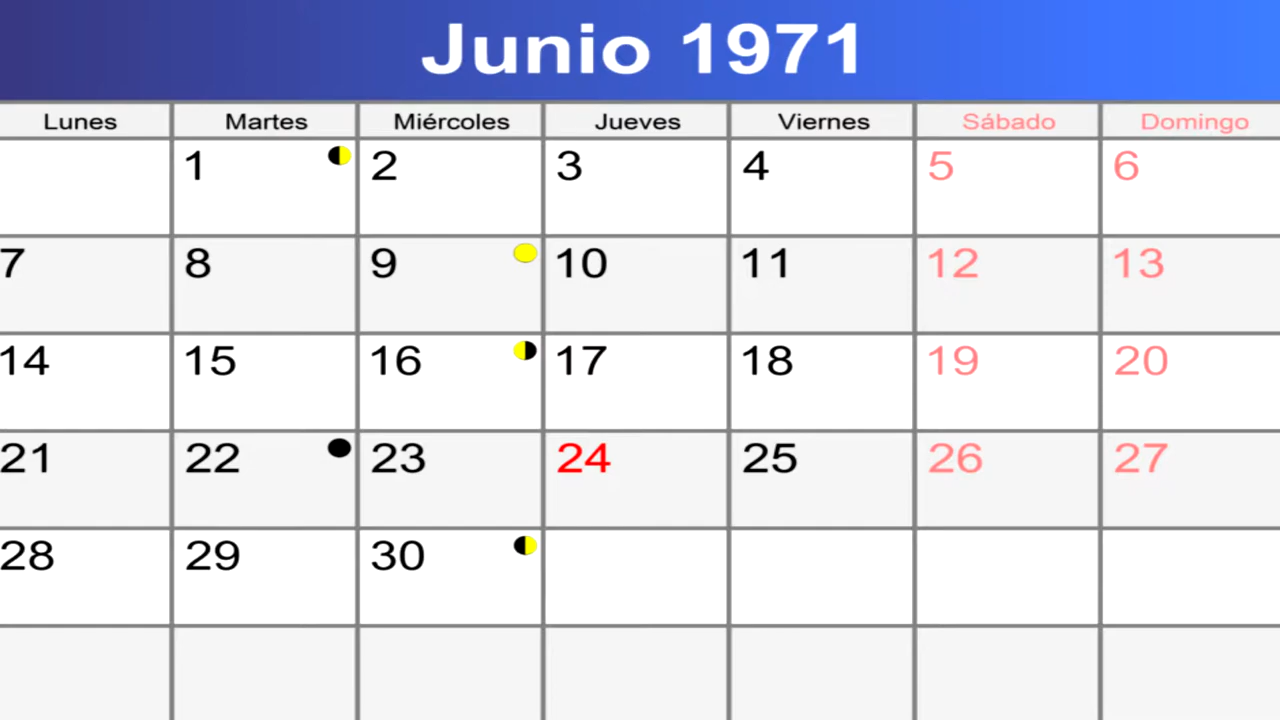 Junio 1971
Lunes Martes Miércoles Jueves Viernes Sábado Domingo
1 2 3 4 5 6
7 8 9 10 11 12 13
14 15 16 17 18 19 20
21 22 23 24 25 26 27
28 29 30